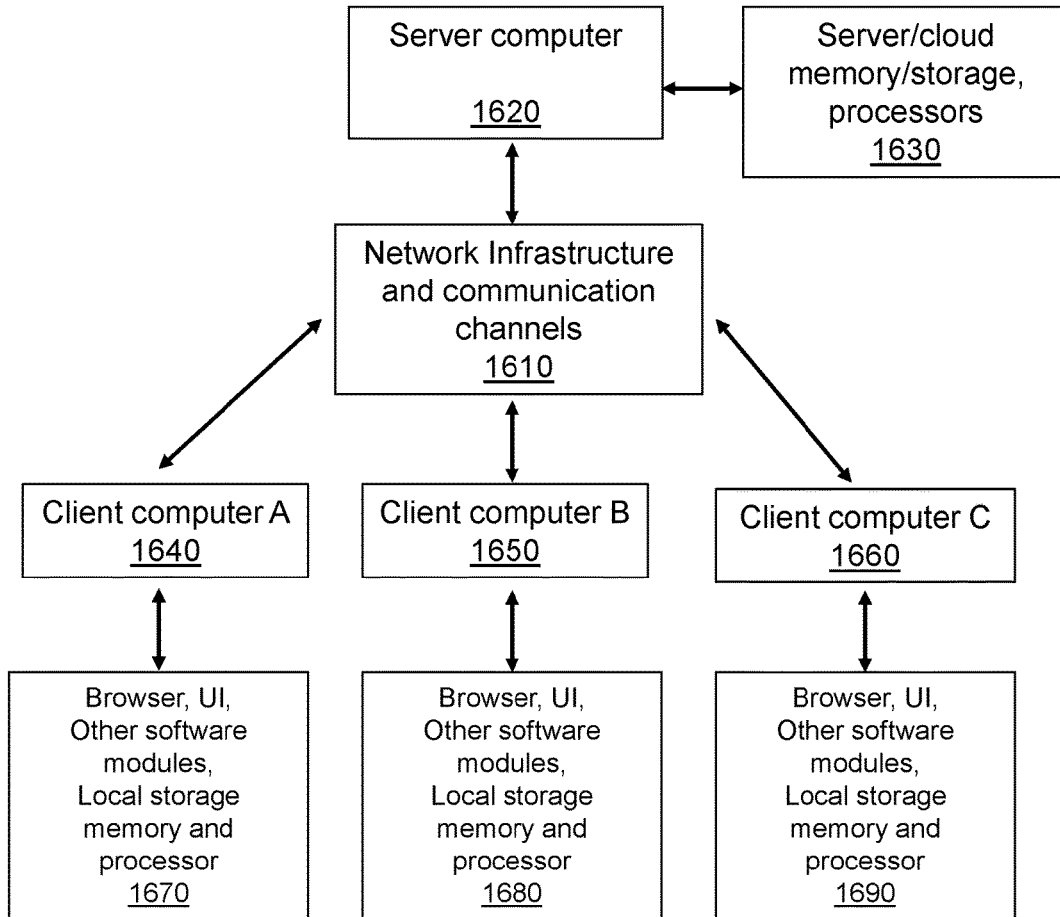 Server computer
1620
Server/cloud
memory/storage,
processors
1630
Network Infrastructure
and communication
channels
1610
Client computer A
1640
Client computer B
1650
Client computer C
1660
Browser, UI,
Other software
modules,
Local storage
memory and
processor
1670
Browser, UI,
Other software
modules,
Local storage
memory and
processor
1680
Browser, UI,
Other software
modules,
Local storage
memory and
processor
1690